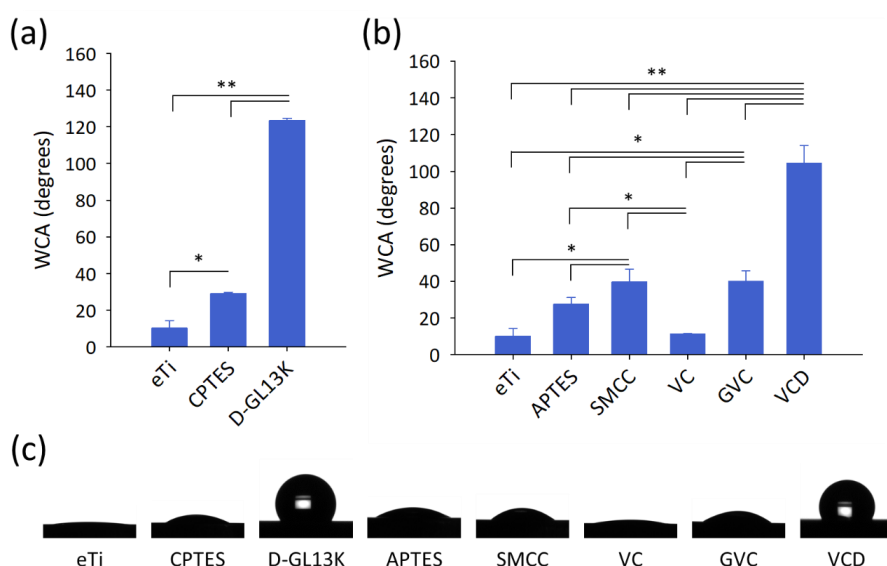 (a)
160
140
120
100
80
60
40
20
0
WCA (degrees)
**
*
eTi
CPTES
D-GL13K
(b)
160
140
120
100
80
60
40
20
0
WCA (degrees)
**
*
*
*
eTi
APTES
SMCC
VC
GVC
VCD
(c)
eTi CPTES D-GL13K APTES SMCC VC GVC VCD